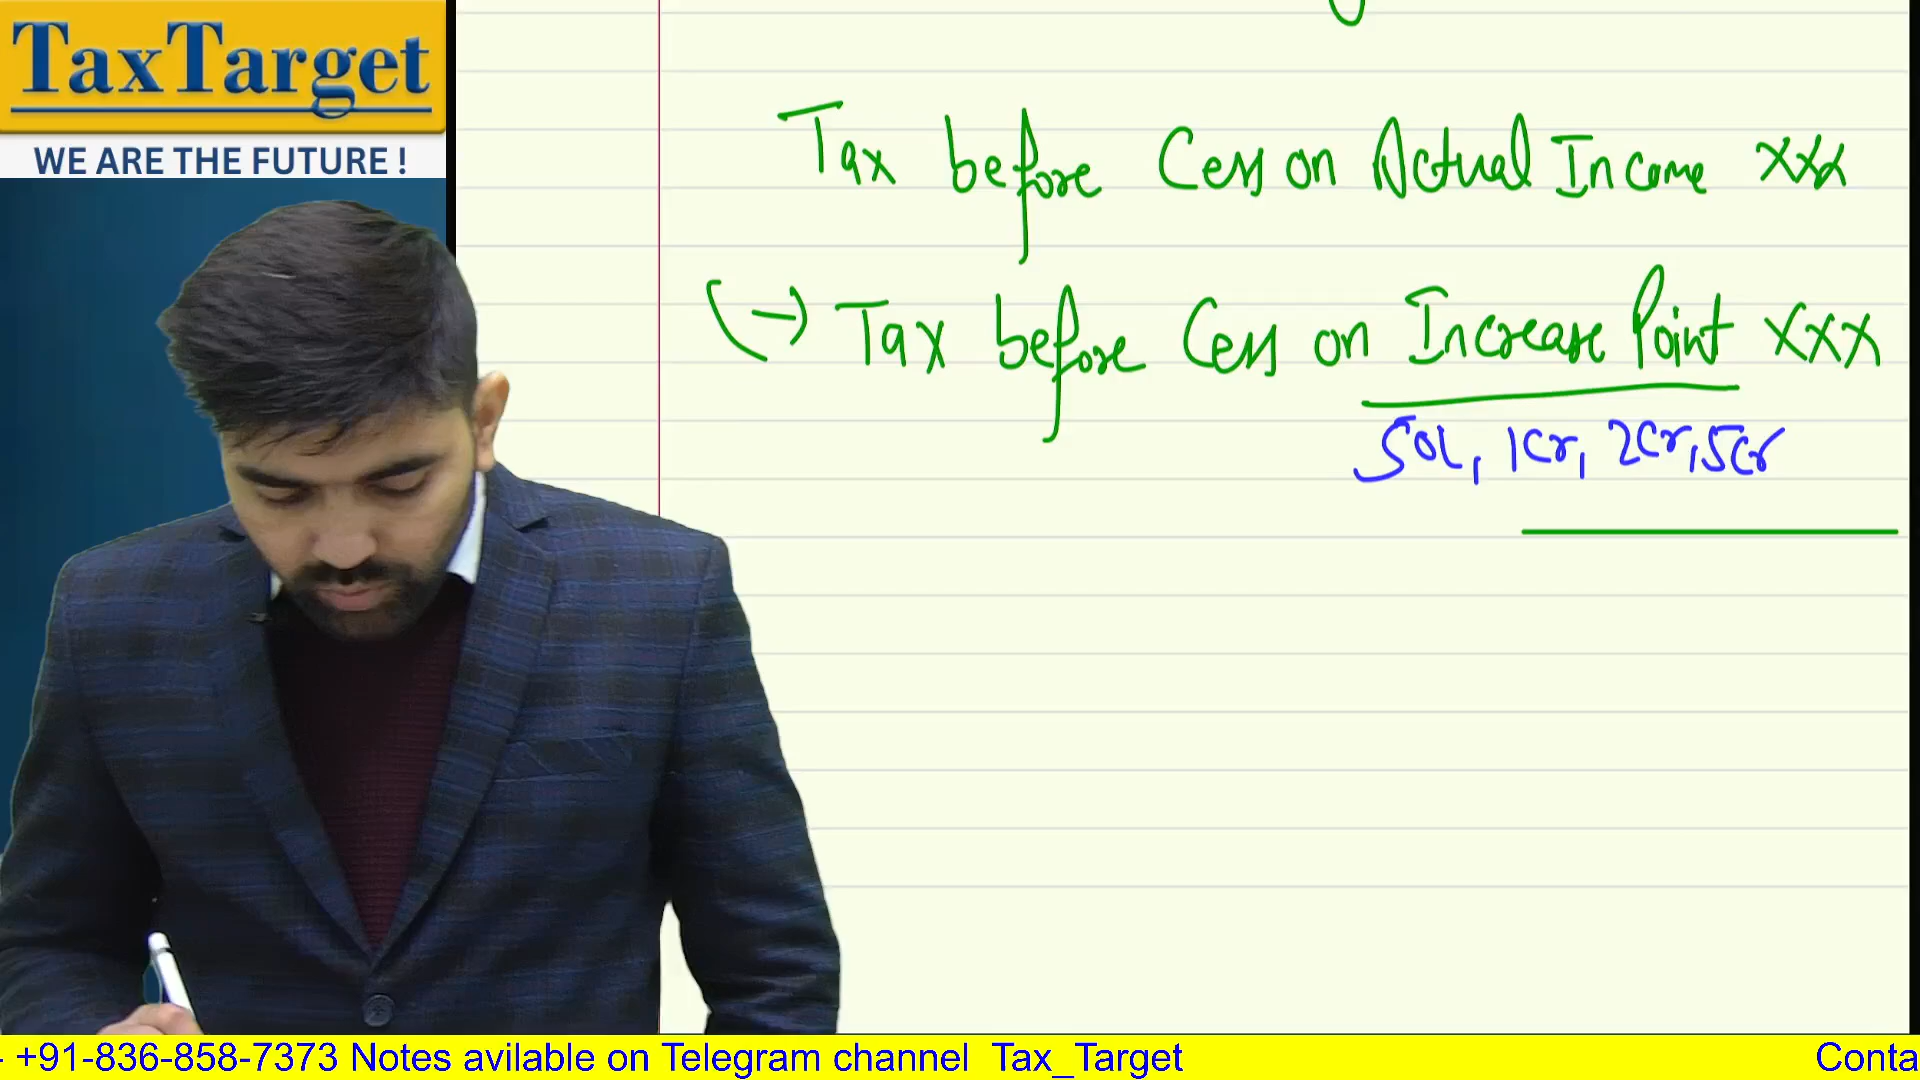 TaxTarget
WE ARE THE FUTURE !
Tax before Cess on Actual Income xxx
(-) Tax before Cess on Increase Point xxx
50L, 1Cr, 2Cr, 5Cr
- +91-836-858-7373 Notes avilable on Telegram channel Tax_Target
Conta